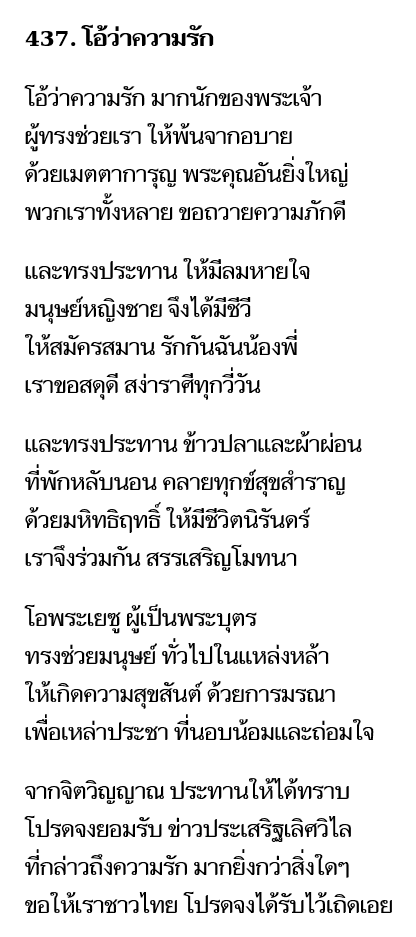 437. โอ้ว่าความรัก
โอ้ว่าความรัก มากนักของพระเจ้า
ผู้ทรงช่วยเรา ให้พ้นจากอบาย
ด้วยเมตตาการุญ พระคุณอันยิ่งใหญ่
พวกเราทั้งหลาย ขอถวายความภักดี
และทรงประทาน ให้มีลมหายใจ
มนุษย์หญิงชาย จึงได้มีชีวี
ให้สมัครสมาน รักกันฉันน้องพี่
เราขอสดุดี สง่าราศีทุกวี่วัน
และทรงประทาน ข้าวปลาและผ้าผ่อน
ที่พักหลับนอน คลายทุกข์สุขสำราญ
ด้วยมหิทธิฤทธิ์ ให้มีชีวิตนิรันดร์
เราจึงร่วมกัน สรรเสริญโมทนา
โอพระเยซู ผู้เป็นพระบุตร
ทรงช่วยมนุษย์ ทั่วไปในแหล่งหล้า
ให้เกิดความสุขสันต์ ด้วยการมรณา
เพื่อเหล่าประชา ที่นอบน้อมและถ่อมใจ
จากจิตวิญญาณ ประทานให้ได้ทราบ
โปรดจงยอมรับ ข่าวประเสริฐเลิศวิไล
ที่กล่าวถึงความรัก มากยิ่งกว่าสิ่งใดๆ
ขอให้เราชาวไทย โปรดจงได้รับไว้เถิดเอย